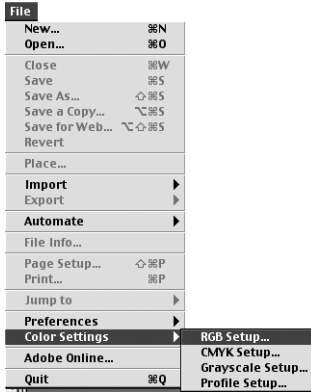 File
New... ⌘N
Open... ⌘O
Close ⌘W
Save ⌘S
Save As... ⇧⌘S
Save a Copy... ⌥⌘S
Save for Web... ⌥⇧⌘S
Revert
Place...
Import
Export
Automate
File Info...
Page Setup... ⇧⌘P
Print... ⌘P
Jump to
Preferences
Color Settings
RGB Setup...
CMYK Setup...
Grayscale Setup...
Profile Setup...
Adobe Online...
Quit ⌘Q